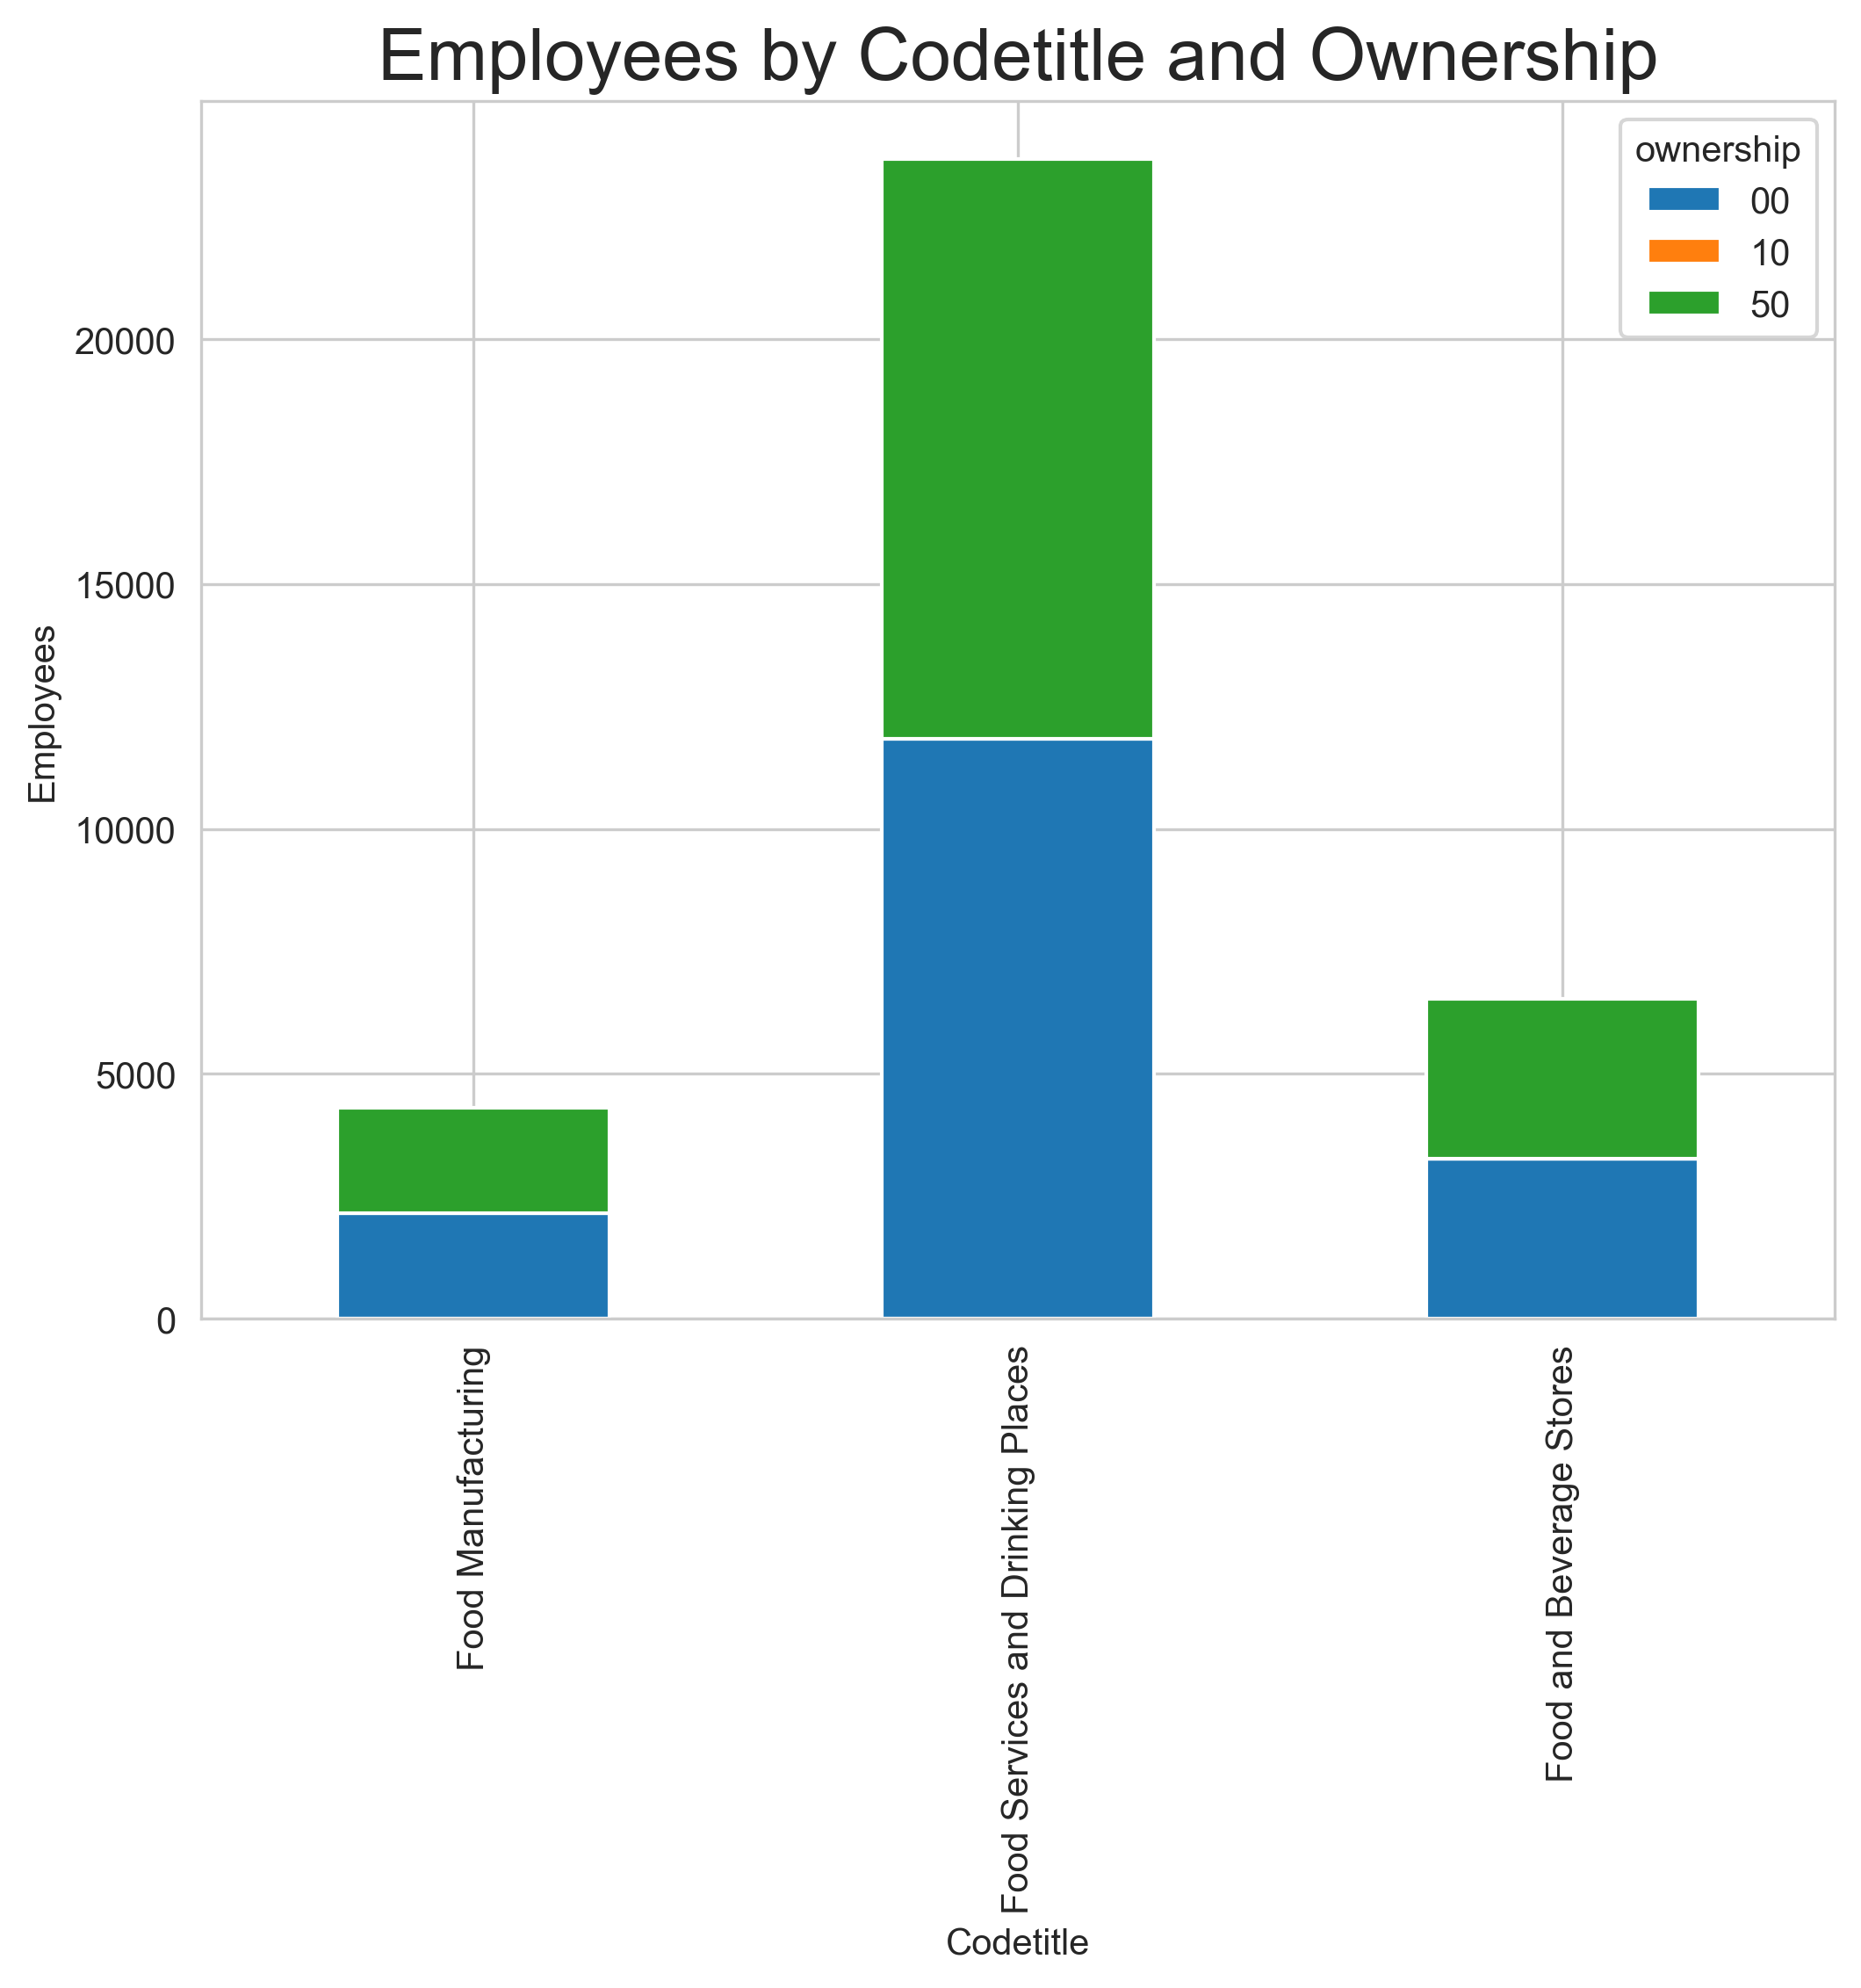 Employees by Codetitle and Ownership
ownership
00
10
50
20000
15000
10000
5000
0
Employees
Food Manufacturing
Food Services and Drinking Places
Food and Beverage Stores
Codetitle